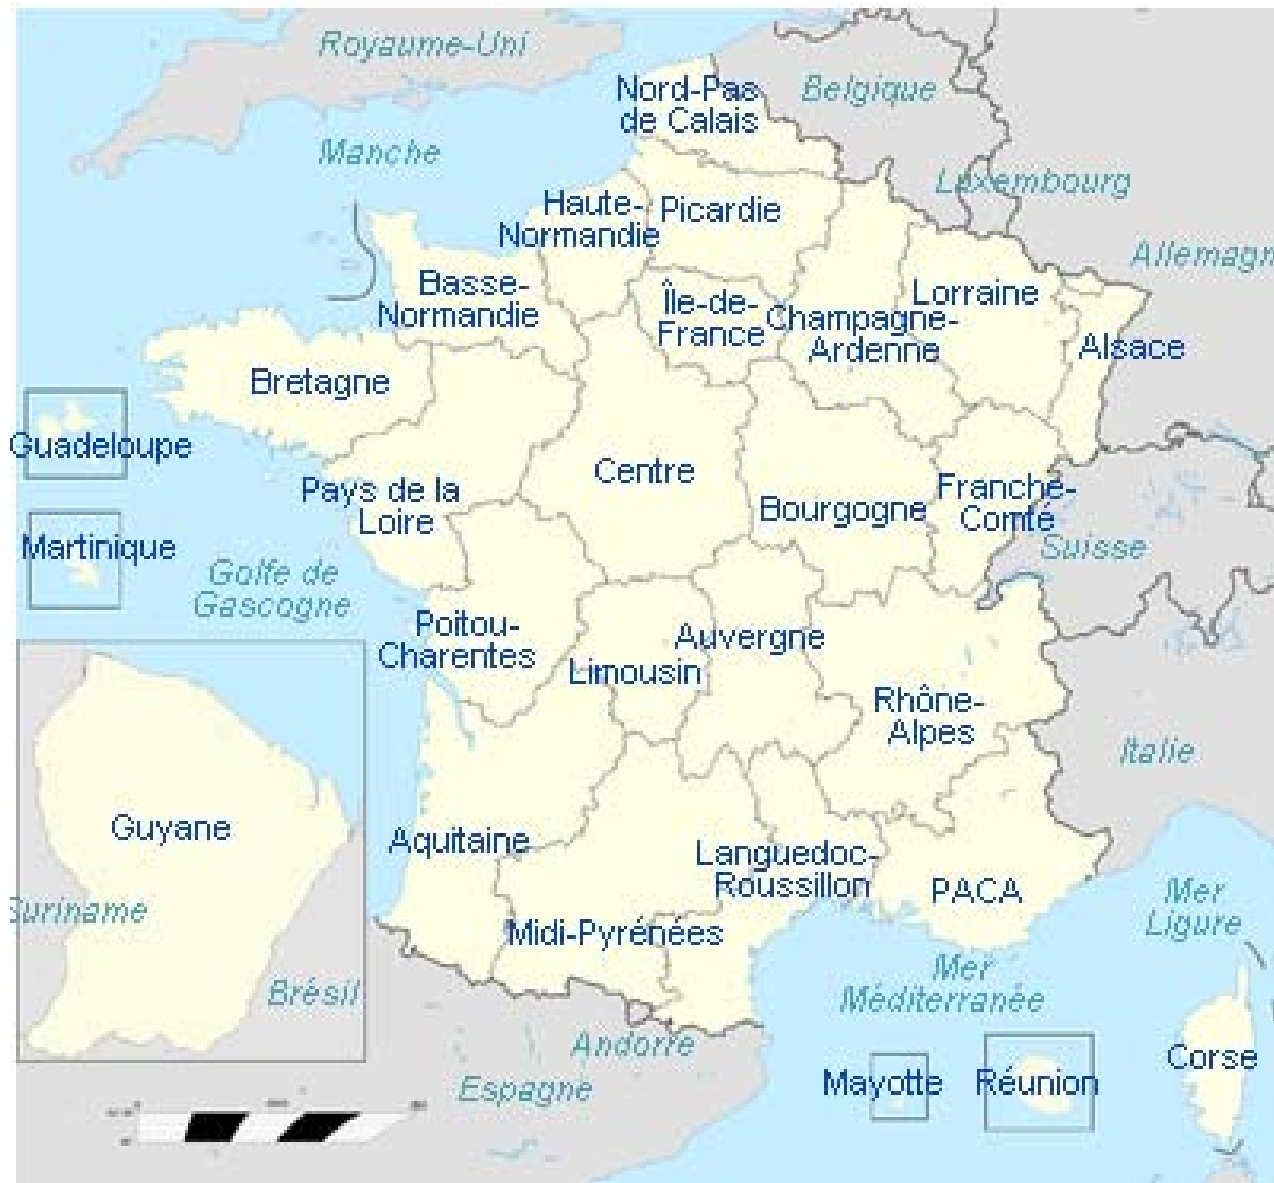 Royaume-Uni
Nord-Pas
de Calais
Belgique
Manche
Luxembourg
Haute-
Normandie
Picardie
Allemagn
Basse-
Normandie
Île-de-
France
Champagne-
Ardenne
Lorraine
Alsace
Bretagne
Guadeloupe
Centre
Pays de la
Loire
Bourgogne
Franche-
Comté
Martinique
Suisse
Golfe de
Gascogne
Poitou-
Charentes
Limousin
Auvergne
Rhône-
Alpes
Italie
Guyane
Aquitaine
Languedoc-
Roussillon
PACA
Mer
Ligure
Suriname
Midi-Pyrénées
Mer
Méditerranée
Brésil
Andorre
Espagne
Mayotte
Réunion
Corse